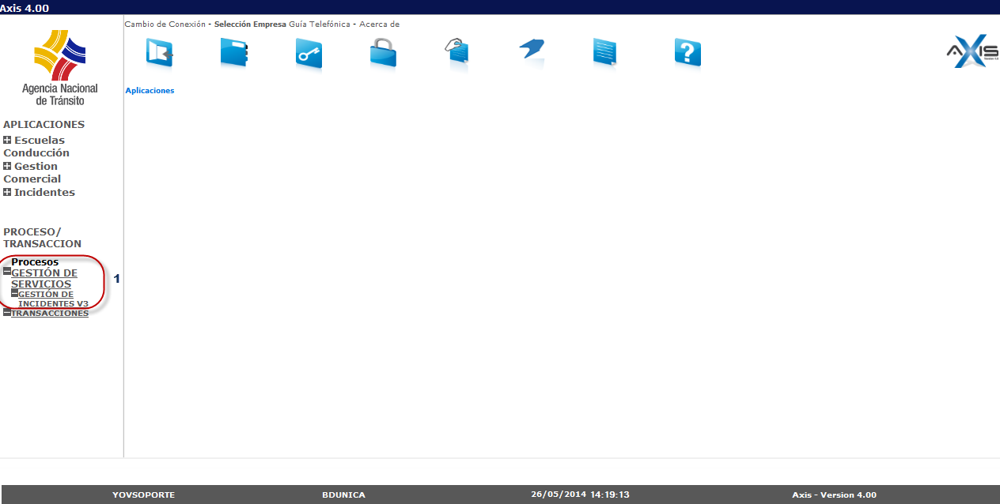 Axis 4.00
Cambio de Conexión - Selección Empresa Guía Telefónica - Acerca de
AXIS
Agencia Nacional
de Tránsito
Aplicaciones
APLICACIONES
Escuelas
Conducción
Gestion
Comercial
Incidentes
PROCESO/
TRANSACCION
Procesos
GESTIÓN DE
SERVICIOS
GESTIÓN DE
INCIDENTES V3
TRANSACCIONES
1
YOVSOPORTE BDUNICA 26/05/2014 14:19:13 Axis - Version 4.00